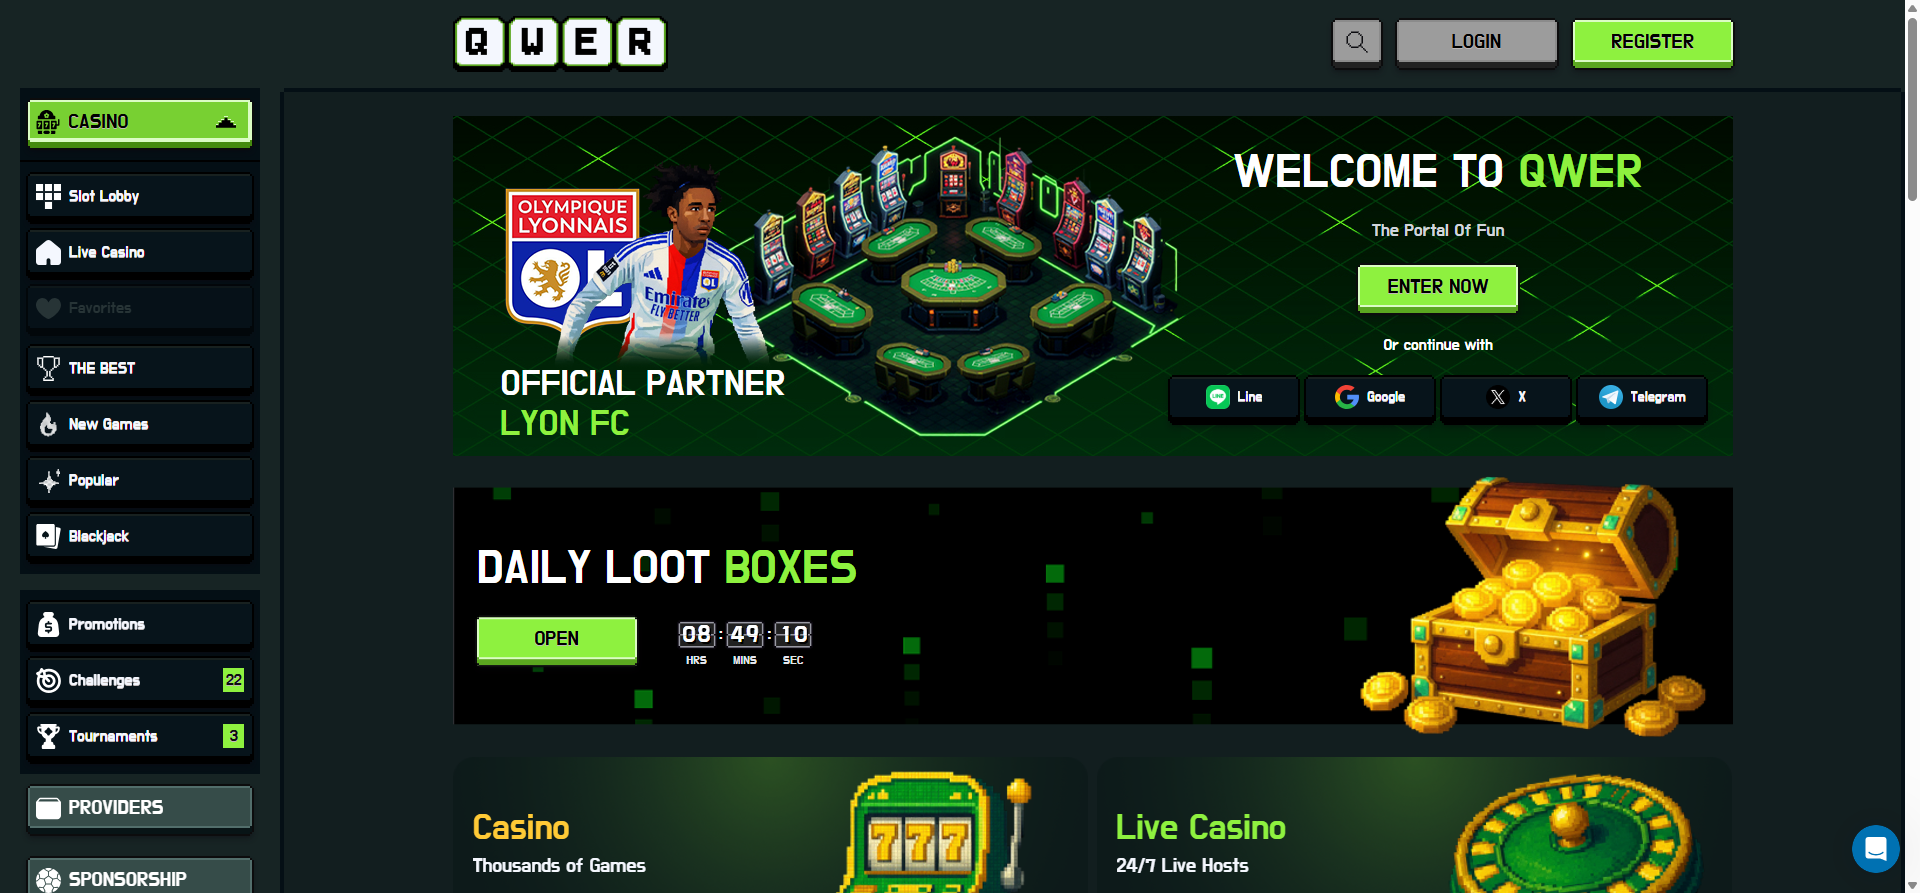 QWER
LOGIN
REGISTER
CASINO
Slot Lobby
Live Casino
Favorites
THE BEST
New Games
Popular
Blackjack
Promotions
Challenges 22
Tournaments 3
PROVIDERS
SPONSORSHIP
OLYMPIQUE
LYONNAIS
OL
Emirates
FLY BETTER
OFFICIAL PARTNER
LYON FC
WELCOME TO QWER
The Portal Of Fun
ENTER NOW
Or continue with
Line
Google
X
Telegram
DAILY LOOT BOXES
OPEN
08 : 49 : 10
HRS MINS SEC
Casino
Thousands of Games
777
Live Casino
24/7 Live Hosts